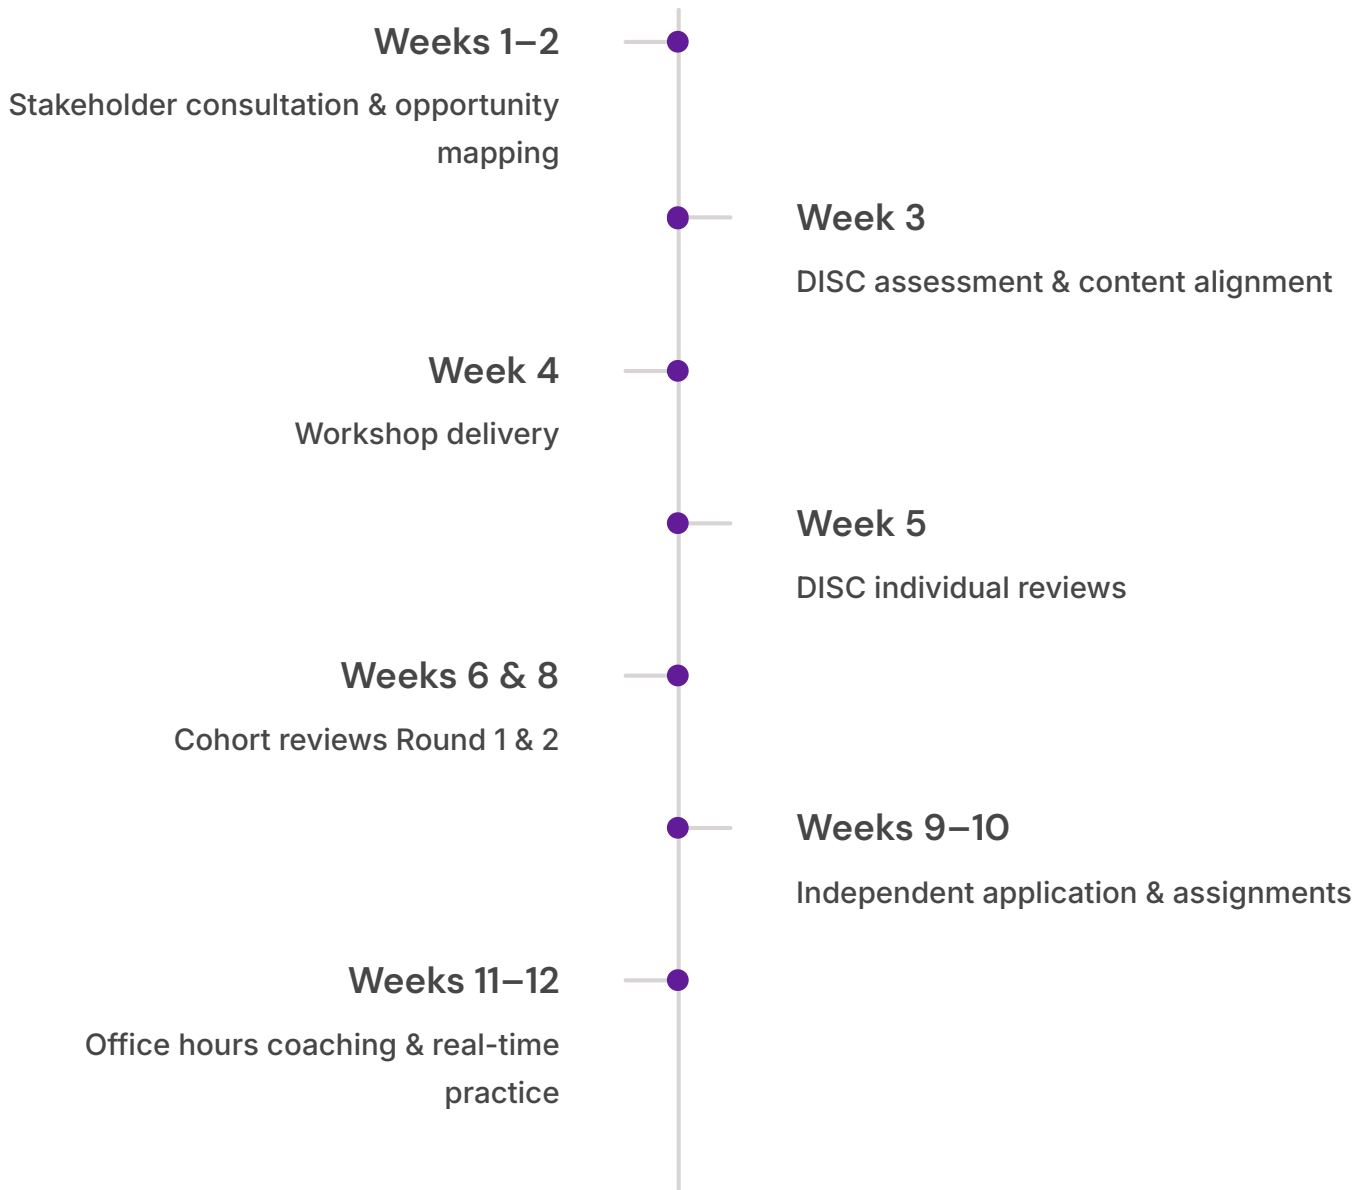 Weeks 1–2
Stakeholder consultation & opportunity
mapping
Week 3
DISC assessment & content alignment
Week 4
Workshop delivery
Week 5
DISC individual reviews
Weeks 6 & 8
Cohort reviews Round 1 & 2
Weeks 9–10
Independent application & assignments
Weeks 11–12
Office hours coaching & real-time
practice